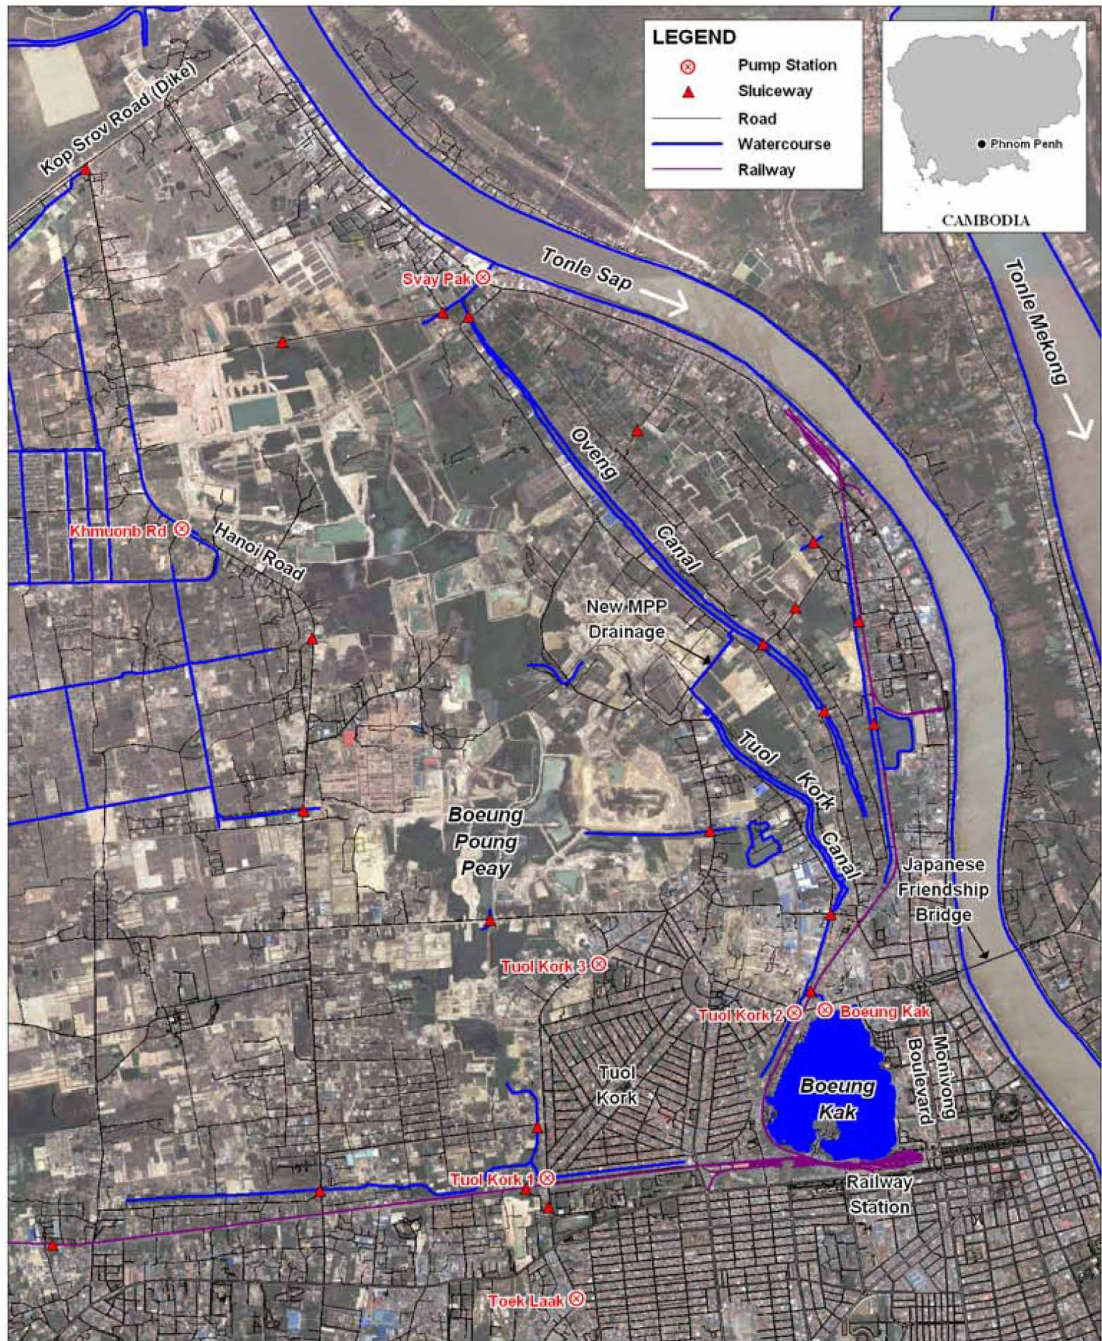 LEGEND
Pump Station
Sluiceway
Road
Watercourse
Railway
Phnom Penh
CAMBODIA
Kop Srov Road (Dike)
Svay Pak
Tonle Sap
Tonle Mekong
Oveng
Canal
Khmuonb Rd
Hanoi Road
New MPP
Drainage
Tuol
Kork
Canal
Boeung
Poung
Peay
Japanese
Friendship
Bridge
Tuol Kork 3
Tuol Kork 2
Boeung Kak
Tuol
Kork
Boeung
Kak
Monivong
Boulevard
Tuol Kork 1
Railway
Station
Toek Laak